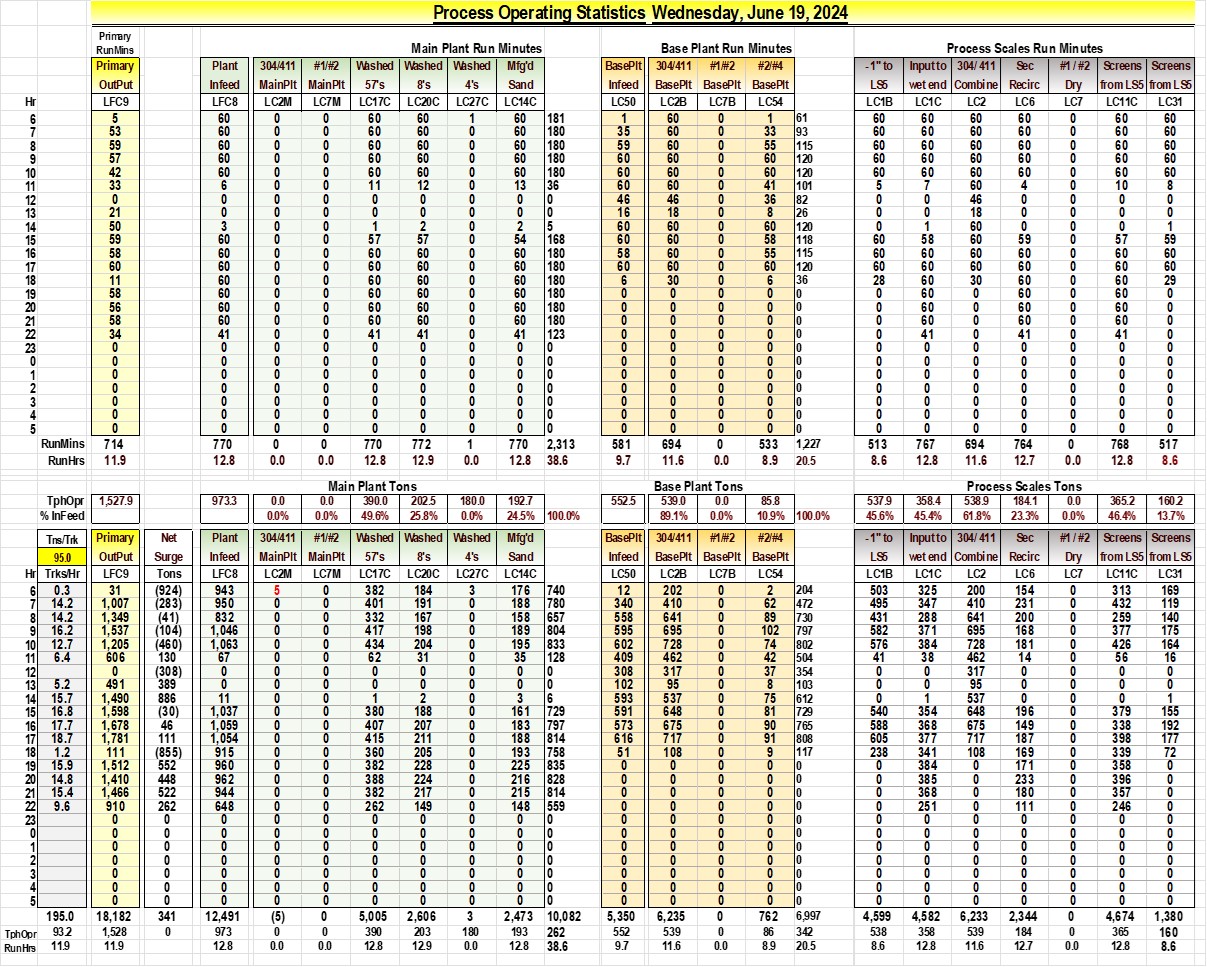 Process Operating Statistics Wednesday, June 19, 2024
Primary
RunMins Main Plant Run Minutes Base Plant Run Minutes Process Scales Run Minutes
Primary Plant 304/411 #1/#2 Washed Washed Washed Mfg'd BasePlt 304/411 #1/#2 #2/#4 -1" to Input to 304/ 411 Sec #1 / #2 Screens Screens
OutPut Infeed MainPlt MainPlt 57's 8's 4's Sand Infeed BasePlt BasePlt BasePlt LS5 wet end Combine Recirc Dry from LS5 from LS5
Hr LFC9 LFC8 LC2M LC7M LC17C LC20C LC27C LC14C LC50 LC2B LC7B LC54 LC1B LC1C LC2 LC6 LC7 LC11C LC31
6 5 60 0 0 60 60 1 60 181 1 60 0 1 61 60 60 60 60 0 60 60
7 53 60 0 0 60 60 0 60 180 35 60 0 33 93 60 60 60 60 0 60 60
8 59 60 0 0 60 60 0 60 180 59 60 0 55 115 60 60 60 60 0 60 60
9 57 60 0 0 60 60 0 60 180 60 60 0 60 120 60 60 60 60 0 60 60
10 42 60 0 0 60 60 0 60 180 60 60 0 60 120 60 60 60 60 0 60 60
11 33 6 0 0 11 12 0 13 36 60 60 0 41 101 5 7 60 4 0 10 8
12 0 0 0 0 0 0 0 0 0 46 46 0 36 82 0 0 46 0 0 0 0
13 21 0 0 0 0 0 0 0 0 16 18 0 8 26 0 0 18 0 0 0 0
14 50 3 0 0 1 2 0 2 5 60 60 0 60 120 0 1 60 0 0 0 1
15 59 60 0 0 57 57 0 54 168 60 60 0 58 118 60 58 60 59 0 57 59
16 58 60 0 0 60 60 0 60 180 58 60 0 55 115 60 60 60 60 0 60 60
17 60 60 0 0 60 60 0 60 180 60 60 0 60 120 60 60 60 60 0 60 60
18 11 60 0 0 60 60 0 60 180 6 30 0 6 36 28 60 30 60 0 60 29
19 58 60 0 0 60 60 0 60 180 0 0 0 0 0 0 60 0 60 0 60 0
20 56 60 0 0 60 60 0 60 180 0 0 0 0 0 0 60 0 60 0 60 0
21 58 60 0 0 60 60 0 60 180 0 0 0 0 0 0 60 0 60 0 60 0
22 34 41 0 0 41 41 0 41 123 0 0 0 0 0 0 41 0 41 0 41 0
23 0 0 0 0 0 0 0 0 0 0 0 0 0 0 0 0 0 0 0 0 0
0 0 0 0 0 0 0 0 0 0 0 0 0 0 0 0 0 0 0 0 0 0
1 0 0 0 0 0 0 0 0 0 0 0 0 0 0 0 0 0 0 0 0 0
2 0 0 0 0 0 0 0 0 0 0 0 0 0 0 0 0 0 0 0 0 0
3 0 0 0 0 0 0 0 0 0 0 0 0 0 0 0 0 0 0 0 0 0
4 0 0 0 0 0 0 0 0 0 0 0 0 0 0 0 0 0 0 0 0 0
5 0 0 0 0 0 0 0 0 0 0 0 0 0 0 0 0 0 0 0 0 0
RunMins 714 770 0 0 770 772 1 770 2,313 581 694 0 533 1,227 513 767 694 764 0 768 517
RunHrs 11.9 12.8 0.0 0.0 12.8 12.9 0.0 12.8 38.6 9.7 11.6 0.0 8.9 20.5 8.6 12.8 11.6 12.7 0.0 12.8 8.6
Main Plant Tons Base Plant Tons Process Scales Tons
TphOpr 1,527.9 973.3 0.0 0.0 390.0 202.5 180.0 192.7 552.5 539.0 0.0 85.8 537.9 358.4 538.9 184.1 0.0 365.2 160.2
% InFeed 0.0% 0.0% 49.6% 25.8% 0.0% 24.5% 100.0% 89.1% 0.0% 10.9% 100.0% 45.6% 45.4% 61.8% 23.3% 0.0% 46.4% 13.7%
Tns/Trk Primary Net Plant 304/411 #1/#2 Washed Washed Washed Mfg'd BasePlt 304/411 #1/#2 #2/#4 -1" to Input to 304/ 411 Sec #1 / #2 Screens Screens
95.0 OutPut Surge Infeed MainPlt MainPlt 57's 8's 4's Sand Infeed BasePlt BasePlt BasePlt LS5 wet end Combine Recirc Dry from LS5 from LS5
Hr Trks/Hr LFC9 Tons LFC8 LC2M LC7M LC17C LC20C LC27C LC14C LC50 LC2B LC7B LC54 LC1B LC1C LC2 LC6 LC7 LC11C LC31
6 0.3 31 (924) 943 5 0 382 184 3 176 740 12 202 0 2 204 503 325 200 154 0 313 169
7 14.2 1,007 (283) 950 0 0 401 191 0 188 780 340 410 0 62 472 495 347 410 231 0 432 119
8 14.2 1,349 (41) 832 0 0 332 167 0 158 657 558 641 0 89 730 431 288 641 200 0 259 140
9 16.2 1,537 (104) 1,046 0 0 417 198 0 189 804 595 695 0 102 797 582 371 695 168 0 377 175
10 12.7 1,205 (460) 1,063 0 0 434 204 0 195 833 602 728 0 74 802 576 384 728 181 0 426 164
11 6.4 606 130 67 0 0 62 31 0 35 128 409 462 0 42 504 41 38 462 14 0 56 16
12 0 (308) 0 0 0 0 0 0 0 0 308 317 0 37 354 0 0 317 0 0 0 0
13 5.2 491 389 0 0 0 0 0 0 0 0 102 95 0 8 103 0 0 95 0 0 0 0
14 15.7 1,490 886 11 0 0 1 2 0 3 6 593 537 0 75 612 0 1 537 0 0 0 1
15 16.8 1,598 (30) 1,037 0 0 380 188 0 161 729 591 648 0 81 729 540 354 648 196 0 379 155
16 17.7 1,678 46 1,059 0 0 407 207 0 183 797 573 675 0 90 765 588 368 675 149 0 338 192
17 18.7 1,781 111 1,054 0 0 415 211 0 188 814 616 717 0 91 808 605 377 717 187 0 398 177
18 1.2 111 (855) 915 0 0 360 205 0 193 758 51 108 0 9 117 238 341 108 169 0 339 72
19 15.9 1,512 552 960 0 0 382 228 0 225 835 0 0 0 0 0 0 384 0 171 0 358 0
20 14.8 1,410 448 962 0 0 388 224 0 216 828 0 0 0 0 0 0 385 0 233 0 396 0
21 15.4 1,466 522 944 0 0 382 217 0 215 814 0 0 0 0 0 0 368 0 180 0 357 0
22 9.6 910 262 648 0 0 262 149 0 148 559 0 0 0 0 0 0 251 0 111 0 246 0
23 0 0 0 0 0 0 0 0 0 0 0 0 0 0 0 0 0 0 0 0 0 0
0 0 0 0 0 0 0 0 0 0 0 0 0 0 0 0 0 0 0 0 0 0 0
1 0 0 0 0 0 0 0 0 0 0 0 0 0 0 0 0 0 0 0 0 0 0
2 0 0 0 0 0 0 0 0 0 0 0 0 0 0 0 0 0 0 0 0 0 0
3 0 0 0 0 0 0 0 0 0 0 0 0 0 0 0 0 0 0 0 0 0 0
4 0 0 0 0 0 0 0 0 0 0 0 0 0 0 0 0 0 0 0 0 0 0
5 0 0 0 0 0 0 0 0 0 0 0 0 0 0 0 0 0 0 0 0 0 0
195.0 18,182 341 12,491 (5) 0 5,005 2,606 3 2,473 10,082 5,350 6,235 0 762 6,997 4,599 4,582 6,233 2,344 0 4,674 1,380
TphOpr 93.2 1,528 0 973 0 0 390 203 180 193 262 552 539 0 86 342 538 358 539 184 0 365 160
RunHrs 11.9 11.9 12.8 0.0 0.0 12.8 12.9 0.0 12.8 38.6 9.7 11.6 0.0 8.9 20.5 8.6 12.8 11.6 12.7 0.0 12.8 8.6